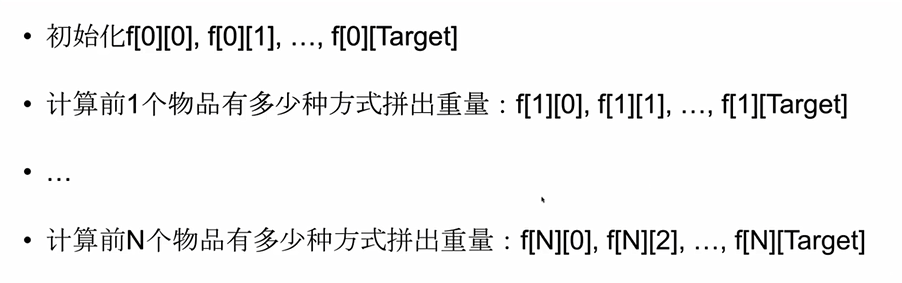 • 初始化f[0][0], f[0][1], …, f[0][Target]
• 计算前1个物品有多少种方式拼出重量：f[1][0], f[1][1], …, f[1][Target]
• …
• 计算前N个物品有多少种方式拼出重量：f[N][0], f[N][2], …, f[N][Target]